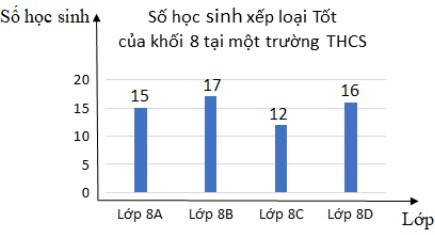 Số học sinh
Số học sinh xếp loại Tốt
của khối 8 tại một trường THCS
20
15
10
5
0
15
17
12
16
Lớp 8A
Lớp 8B
Lớp 8C
Lớp 8D
Lớp